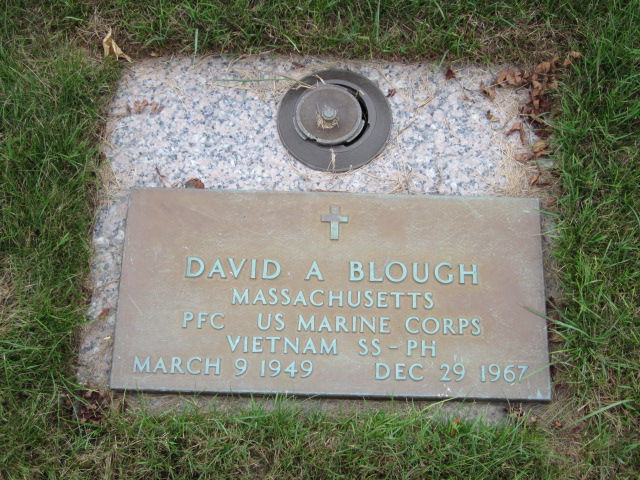 DAVID A BLOUGH
MASSACHUSETTS
PFC US MARINE CORPS
VIETNAM SS-PH
MARCH 9 1949 DEC 29 1967